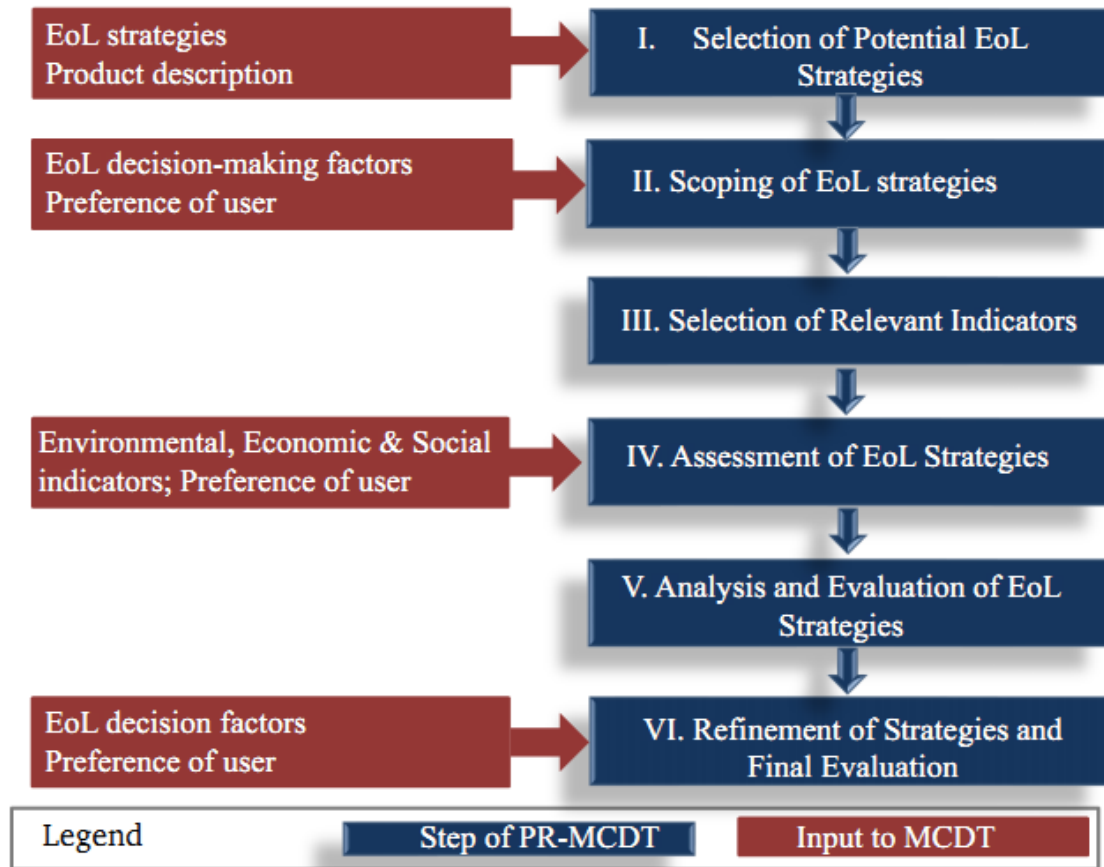 EoL strategies
Product description
I. Selection of Potential EoL
Strategies
EoL decision-making factors
Preference of user
II. Scoping of EoL strategies
III. Selection of Relevant Indicators
Environmental, Economic & Social
indicators; Preference of user
IV. Assessment of EoL Strategies
V. Analysis and Evaluation of EoL
Strategies
EoL decision factors
Preference of user
VI. Refinement of Strategies and
Final Evaluation
Legend
Step of PR-MCDT
Input to MCDT